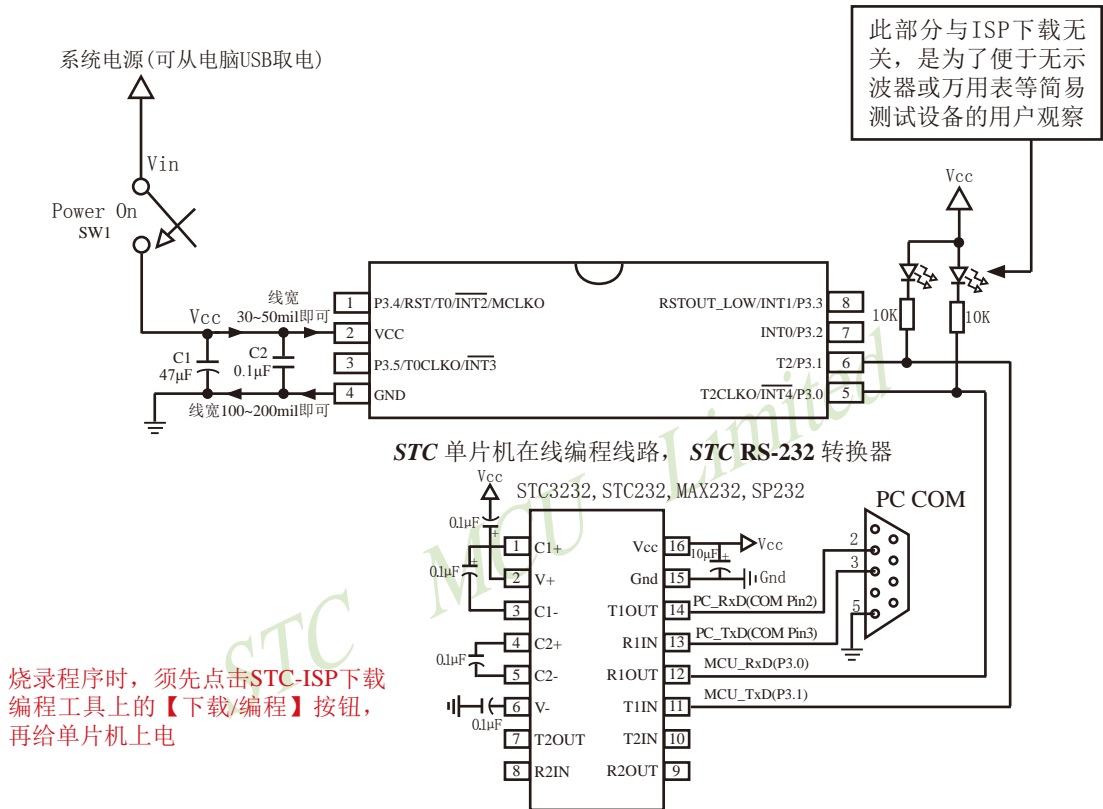 系统电源(可从电脑USB取电)
此部分与ISP下载无
关，是为了便于无示
波器或万用表等简易
测试设备的用户观察
Vin
Power On
SW1
Vcc
线宽
30~50mil即可
Vcc
C1
47μF
C2
0.1μF
线宽100~200mil即可
1 P3.4/RST/T0/INT2/MCLKO
2 VCC
3 P3.5/T0CLKO/INT3
4 GND
RSTOUT_LOW/INT1/P3.3 8
INT0/P3.2 7
T2/P3.1 6
T2CLKO/INT4/P3.0 5
10K
10K
STC 单片机在线编程线路， STC RS-232 转换器
STC3232,STC232,MAX232,SP232
Vcc
0.1μF
0.1μF
0.1μF
0.1μF
1 C1+
2 V+
3 C1-
4 C2+
5 C2-
6 V-
7 T2OUT
8 R2IN
Vcc 16
Gnd 15
T1OUT 14
R1IN 13
R1OUT 12
T1IN 11
T2IN 10
R2OUT 9
Vcc
10μF
+
+
+
Gnd
PC_RxD(COM Pin2)
PC_TxD(COM Pin3)
MCU_RxD(P3.0)
MCU_TxD(P3.1)
PC COM
2
3
5
烧录程序时，须先点击STC-ISP下载
编程工具上的【下载/编程】按钮，
再给单片机上电
STC MCU Limited